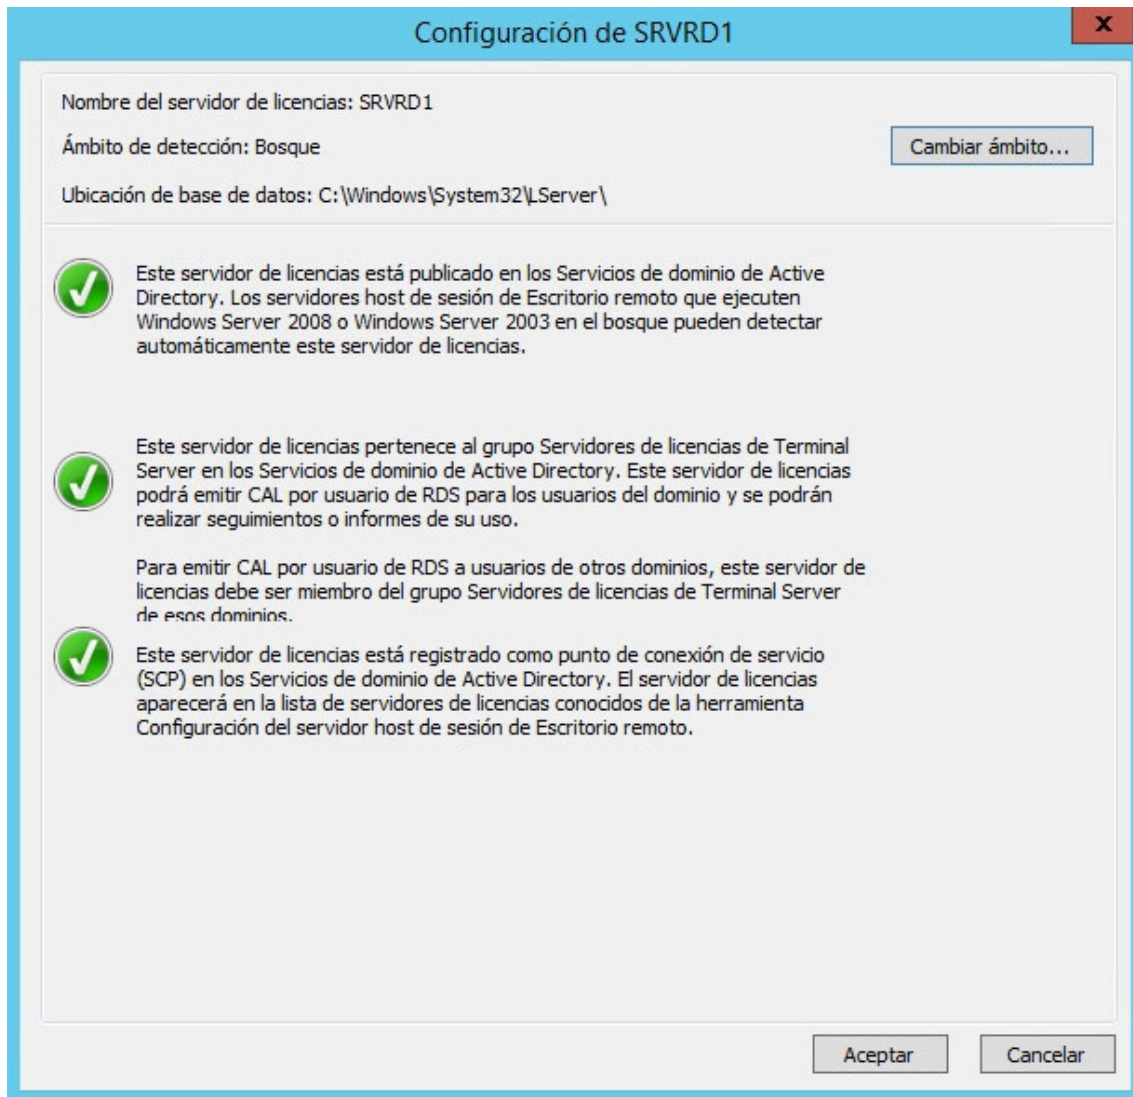 Configuración de SRVRD1
x
Nombre del servidor de licencias: SRVRD1
Ámbito de detección: Bosque
Cambiar ámbito...
Ubicación de base de datos: C:\Windows\System32\LServer\
Este servidor de licencias está publicado en los Servicios de dominio de Active
Directory. Los servidores host de sesión de Escritorio remoto que ejecuten
Windows Server 2008 o Windows Server 2003 en el bosque pueden detectar
automáticamente este servidor de licencias.
Este servidor de licencias pertenece al grupo Servidores de licencias de Terminal
Server en los Servicios de dominio de Active Directory. Este servidor de licencias
podrá emitir CAL por usuario de RDS para los usuarios del dominio y se podrán
realizar seguimientos o informes de su uso.
Para emitir CAL por usuario de RDS a usuarios de otros dominios, este servidor de
licencias debe ser miembro del grupo Servidores de licencias de Terminal Server
de esos dominios.
Este servidor de licencias está registrado como punto de conexión de servicio
(SCP) en los Servicios de dominio de Active Directory. El servidor de licencias
aparecerá en la lista de servidores de licencias conocidos de la herramienta
Configuración del servidor host de sesión de Escritorio remoto.
Aceptar
Cancelar